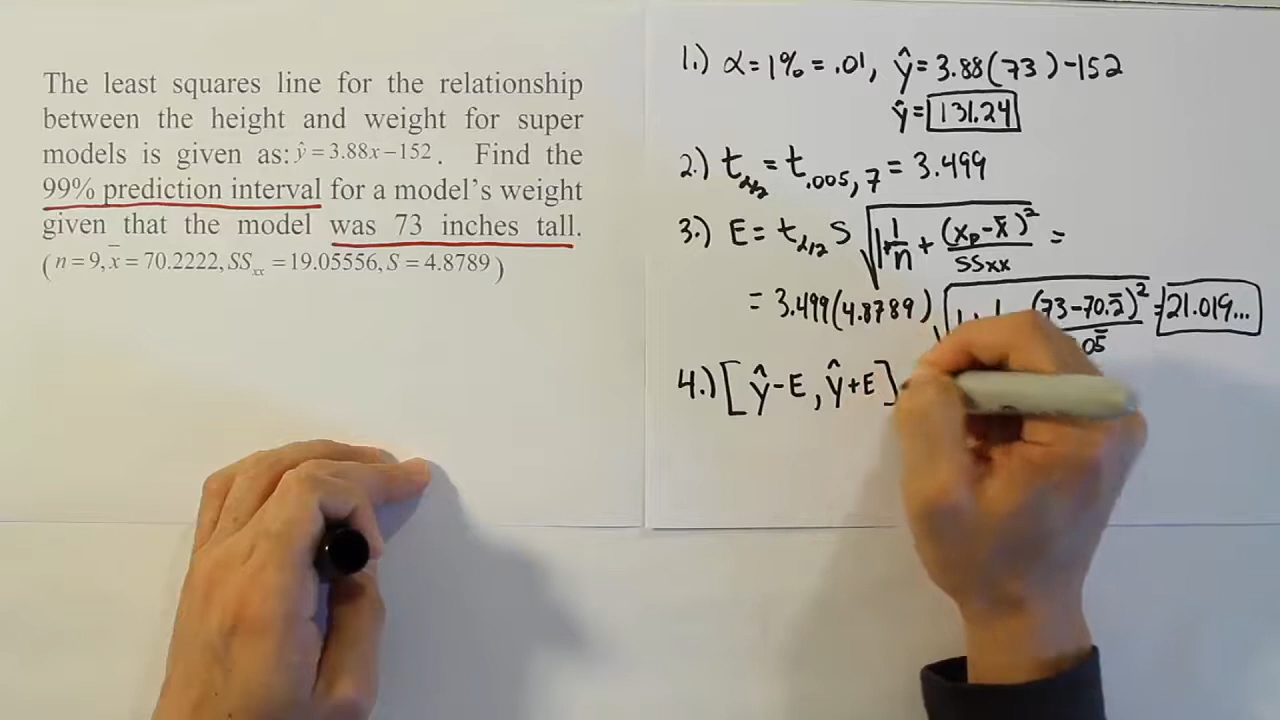 The least squares line for the relationship
between the height and weight for super
models is given as: ŷ = 3.88x − 152. Find the
99% prediction interval for a model's weight
given that the model was 73 inches tall.
(n = 9, x̄ = 70.2222, SSxx = 19.05556, S = 4.8789)
1.) α = 1% = .01, ŷ = 3.88(73) − 152
ŷ = 131.24
2.) tα/2 = t.005, 7 = 3.499
3.) E = tα/2 S √(1 + 1/n + (xp − x̄)²/SSxx) =
= 3.499(4.8789) (73 − 70.2̄)² = 21.019...
4.) [ŷ − E, ŷ + E]